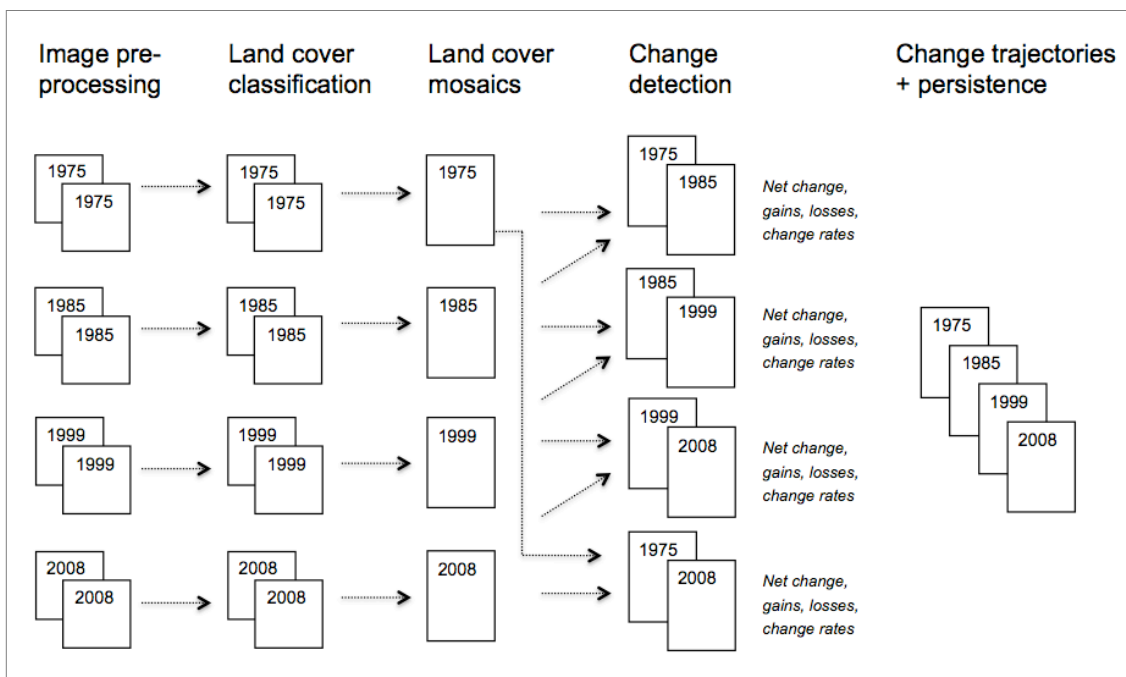 Image pre-
processing
Land cover
classification
Land cover
mosaics
Change
detection
Change trajectories
+ persistence
1975
1975
1975
1975
1975
1975
1985
Net change,
gains, losses,
change rates
1985
1985
1985
1985
1985
1985
1999
Net change,
gains, losses,
change rates
1999
1999
1999
1999
1999
1999
2008
Net change,
gains, losses,
change rates
2008
2008
2008
2008
2008
1975
2008
Net change,
gains, losses,
change rates
1975
1985
1999
2008